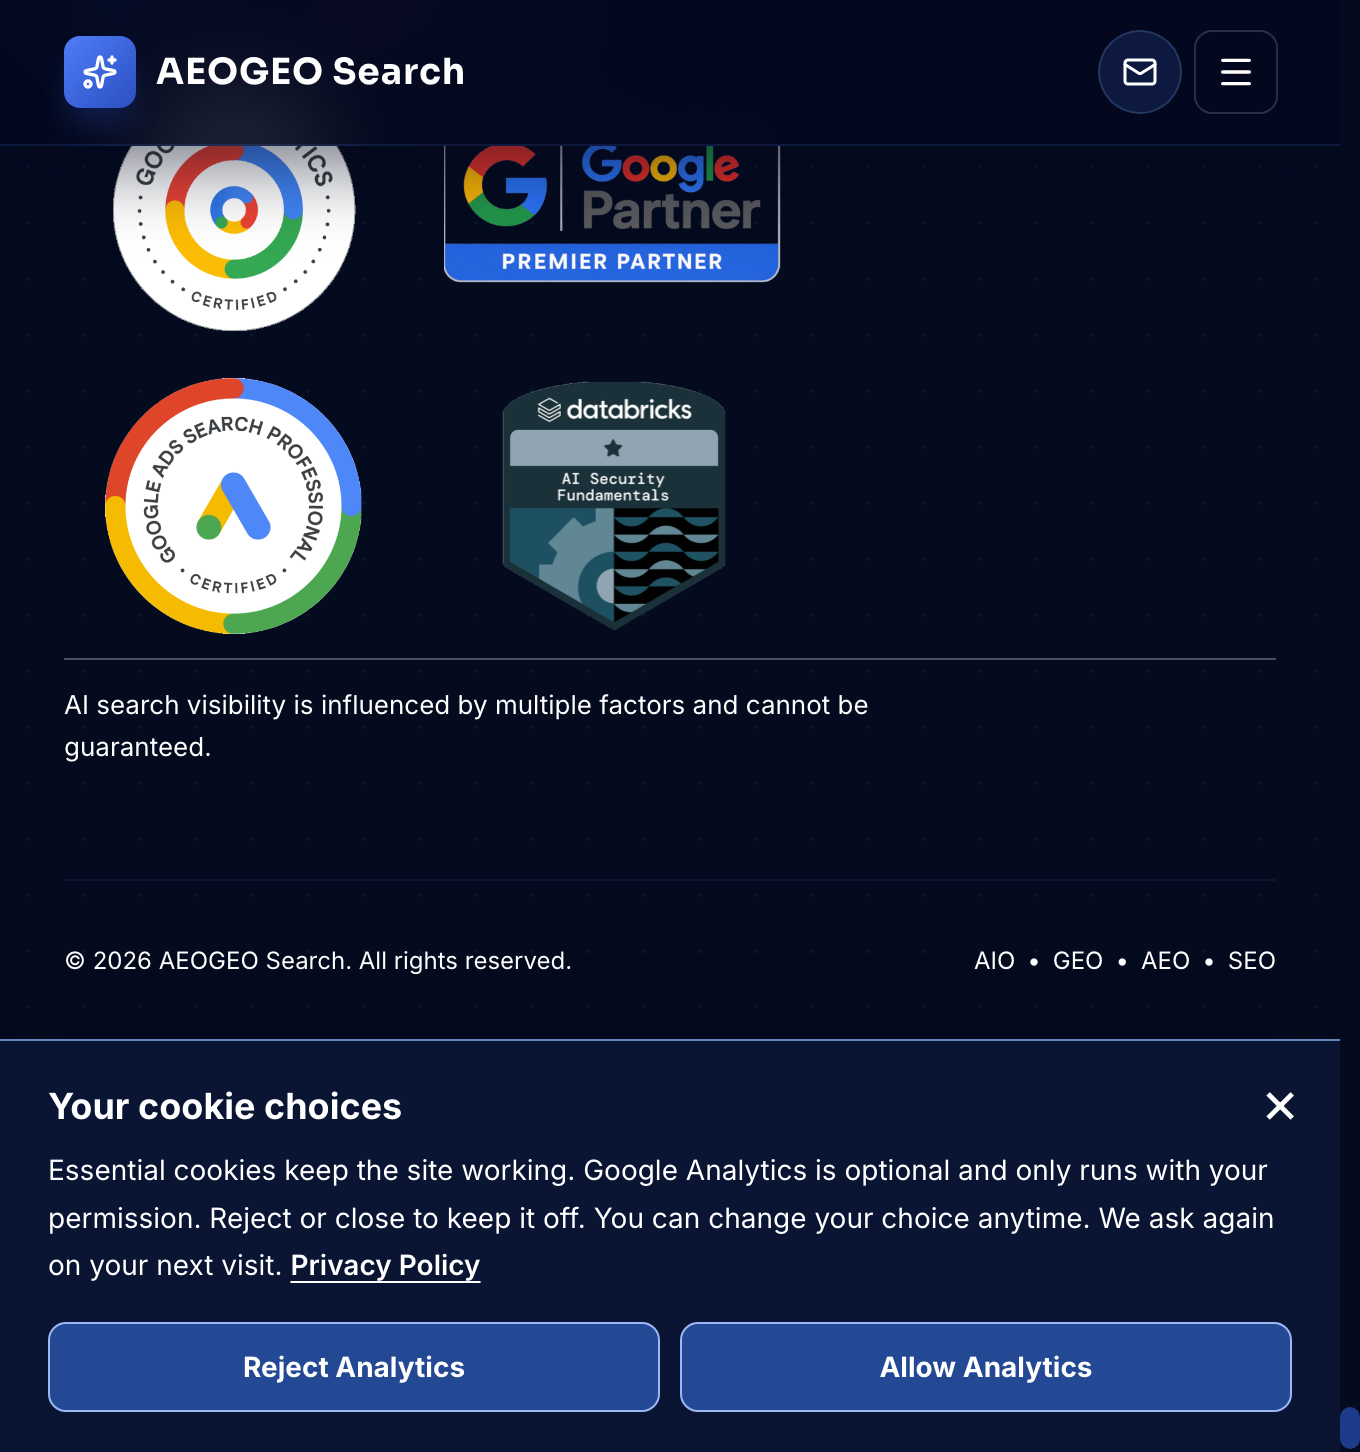 AEOGEO Search
Google
Partner
PREMIER PARTNER
CERTIFIED
GOOGLE ADS SEARCH PROFESSIONAL
CERTIFIED
databricks
AI Security
Fundamentals
AI search visibility is influenced by multiple factors and cannot be
guaranteed.
© 2026 AEOGEO Search. All rights reserved.
AIO • GEO • AEO • SEO
Your cookie choices
Essential cookies keep the site working. Google Analytics is optional and only runs with your
permission. Reject or close to keep it off. You can change your choice anytime. We ask again
on your next visit. Privacy Policy
Reject Analytics
Allow Analytics